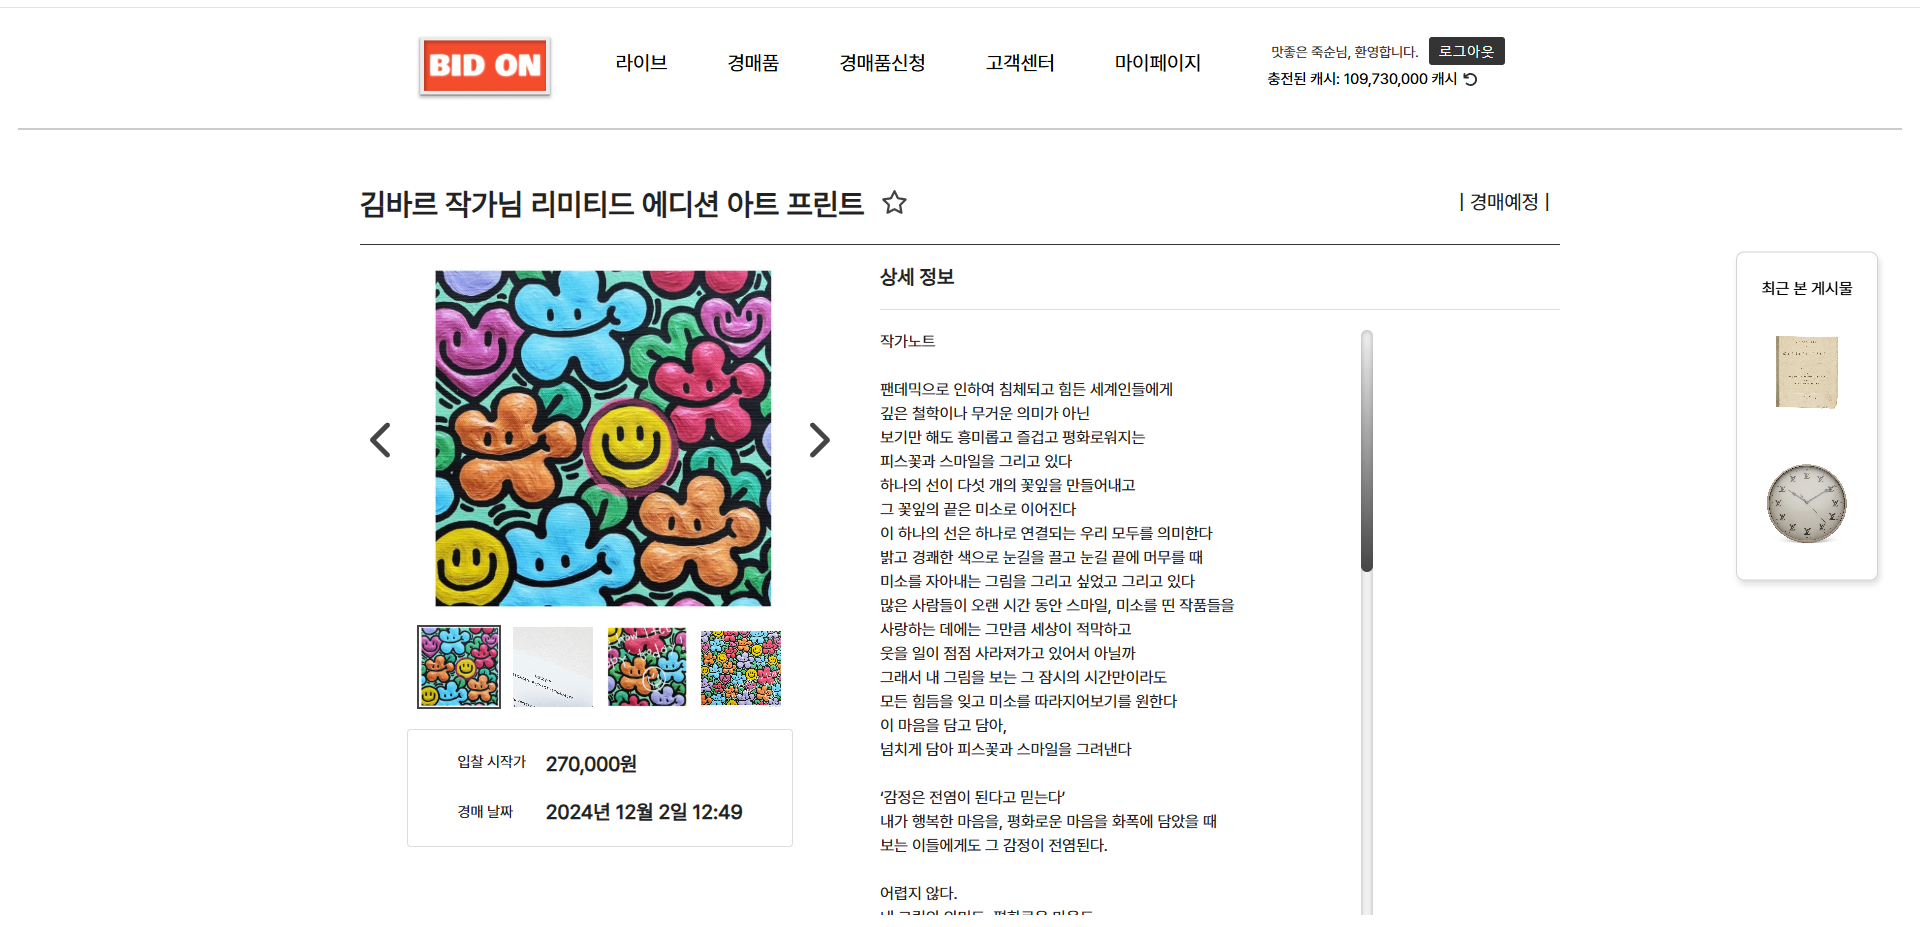 BID ON
라이브
경매품
경매품신청
고객센터
마이페이지
맛좋은 죽순님, 환영합니다.
로그아웃
충전된 캐시: 109,730,000 캐시
김바르 작가님 리미티드 에디션 아트 프린트
| 경매예정 |
입찰 시작가 270,000원
경매 날짜 2024년 12월 2일 12:49
상세 정보
작가노트
팬데믹으로 인하여 침체되고 힘든 세계인들에게
깊은 철학이나 무거운 의미가 아닌
보기만 해도 흥미롭고 즐겁고 평화로워지는
피스꽃과 스마일을 그리고 있다
하나의 선이 다섯 개의 꽃잎을 만들어내고
그 꽃잎의 끝은 미소로 이어진다
이 하나의 선은 하나로 연결되는 우리 모두를 의미한다
밝고 경쾌한 색으로 눈길을 끌고 눈길 끝에 머무를 때
미소를 자아내는 그림을 그리고 싶었고 그리고 있다
많은 사람들이 오랜 시간 동안 스마일, 미소를 띤 작품들을
사랑하는 데에는 그만큼 세상이 적막하고
웃을 일이 점점 사라져가고 있어서 아닐까
그래서 내 그림을 보는 그 잠시의 시간만이라도
모든 힘듬을 잊고 미소를 따라지어보기를 원한다
이 마음을 담고 담아,
넘치게 담아 피스꽃과 스마일을 그려낸다
‘감정은 전염이 된다고 믿는다’
내가 행복한 마음을, 평화로운 마음을 화폭에 담았을 때
보는 이들에게도 그 감정이 전염된다.
어렵지 않다.
최근 본 게시물